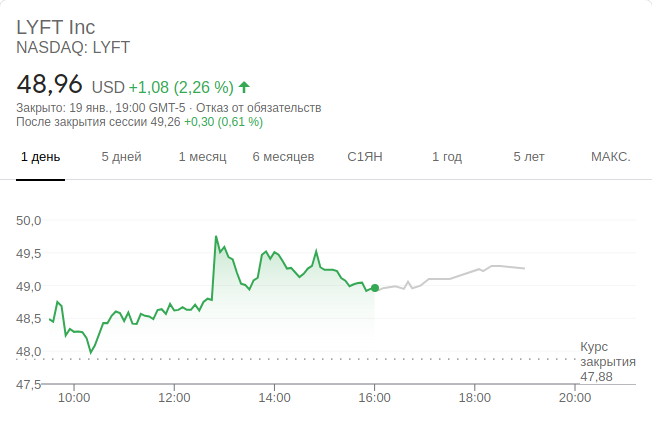 LYFT Inc
NASDAQ: LYFT
48,96 USD +1,08 (2,26 %)
Закрыто: 19 янв., 19:00 GMT-5 · Отказ от обязательств
После закрытия сессии 49,26 +0,30 (0,61 %)
1 день 5 дней 1 месяц 6 месяцев С1ЯН 1 год 5 лет МАКС.
50,0
49,5
49,0
48,5
48,0
47,5
Курс
закрытия
47,88
10:00 12:00 14:00 16:00 18:00 20:00